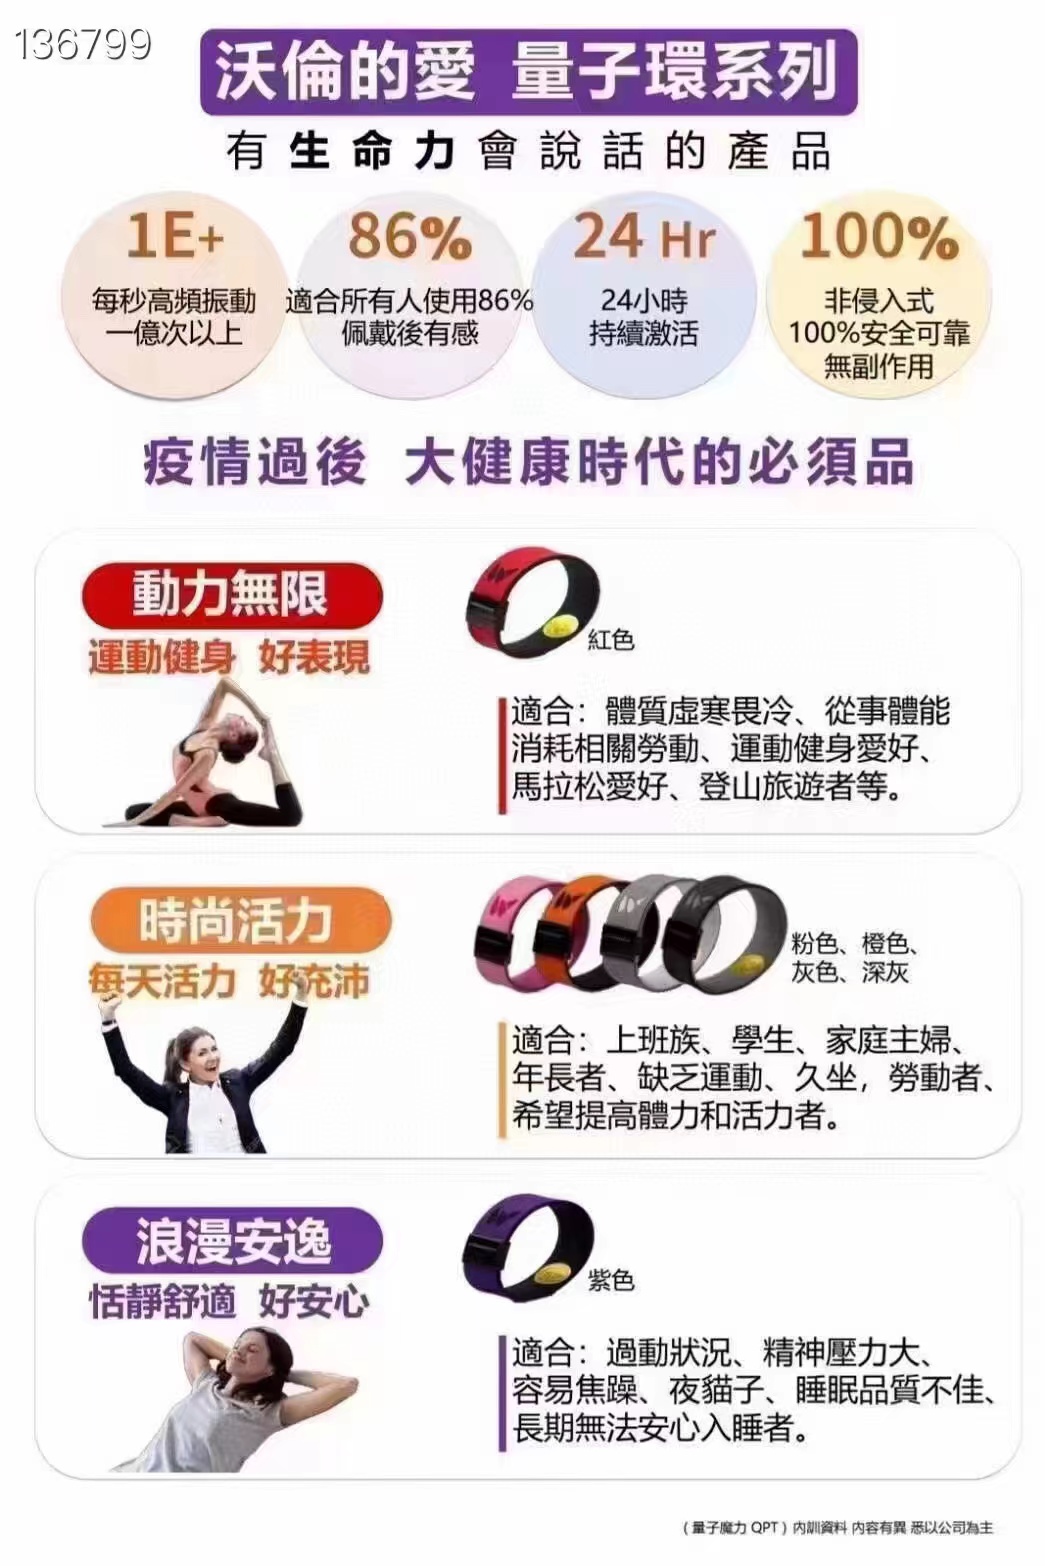 136799
沃倫的愛 量子環系列
有生命力會說話的產品
1E+
每秒高頻振動
一億次以上
86%
適合所有人使用86%
佩戴後有感
24 Hr
24小時
持續激活
100%
非侵入式
100%安全可靠
無副作用
疫情過後 大健康時代的必須品
動力無限
運動健身 好表現
紅色
適合：體質虛寒畏冷、從事體能
消耗相關勞動、運動健身愛好、
馬拉松愛好、登山旅遊者等。
時尚活力
每天活力 好充沛
粉色、橙色、
灰色、深灰
適合：上班族、學生、家庭主婦、
年長者、缺乏運動、久坐，勞動者、
希望提高體力和活力者。
浪漫安逸
恬靜舒適 好安心
紫色
適合：過動狀況、精神壓力大、
容易焦躁、夜貓子、睡眠品質不佳、
長期無法安心入睡者。
（量子魔力 QPT）內訓資料 內容有異 悉以公司為主